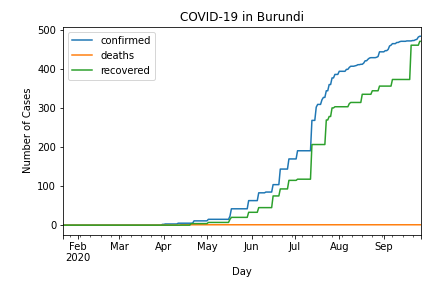 COVID-19 in Burundi
confirmed
deaths
recovered
500
400
300
200
100
0
Number of Cases
Feb Mar Apr May Jun Jul Aug Sep
2020
Day